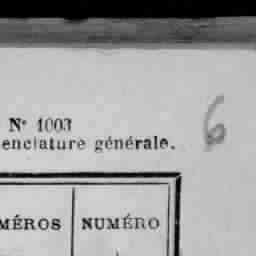 N° 1003
enclature générale.
6
MÉROS NUMÉRO